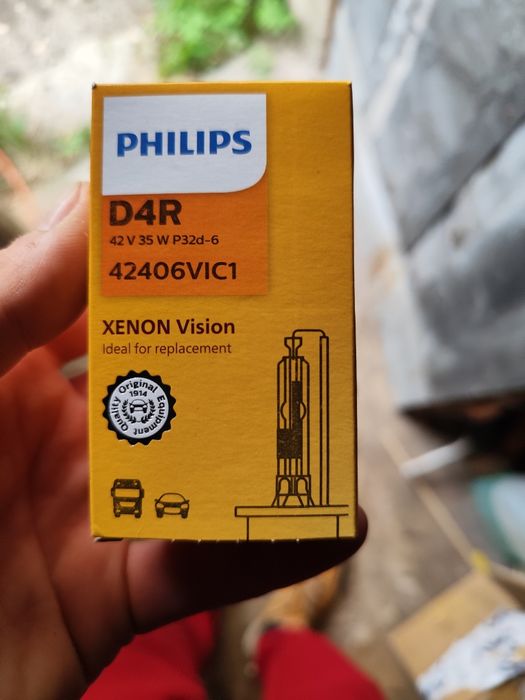 PHILIPS
D4R
42 V 35 W P32d-6
42406VIC1
XENON Vision
Ideal for replacement
Quality Original Equipment
1914